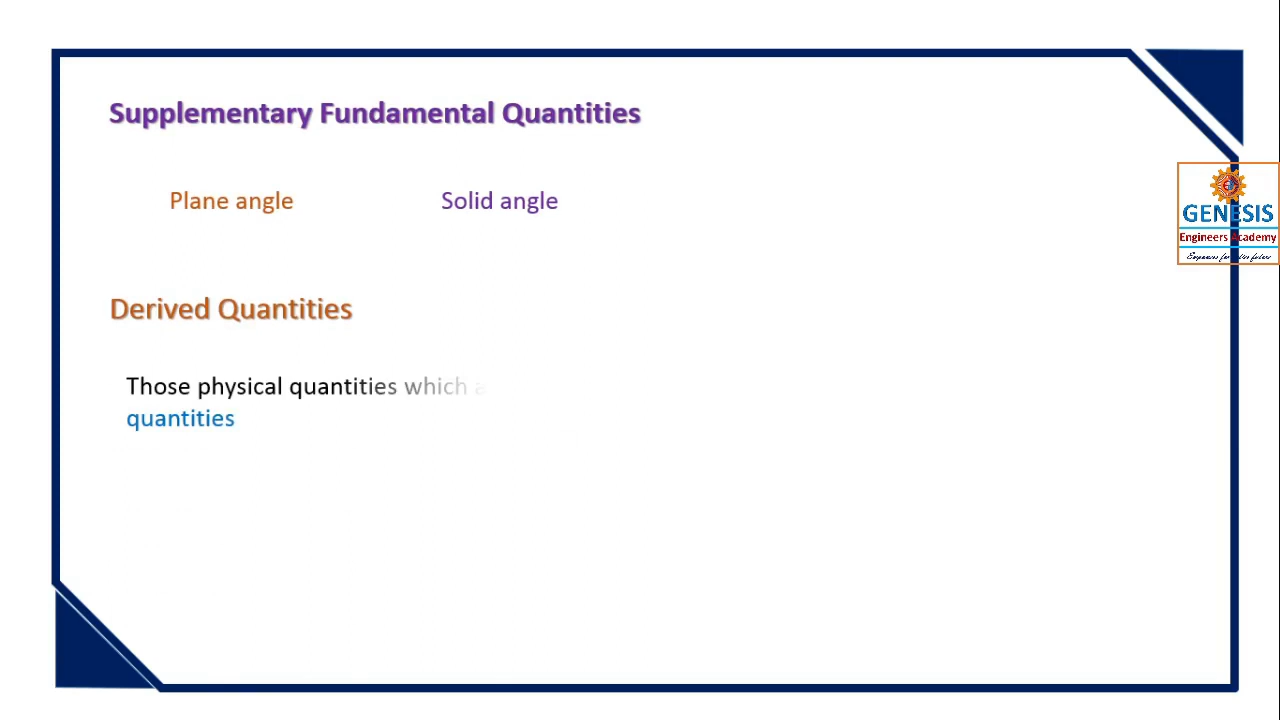 Supplementary Fundamental Quantities
Plane angle Solid angle
GENESIS
Engineers Academy
Derived Quantities
Those physical quantities which
quantities